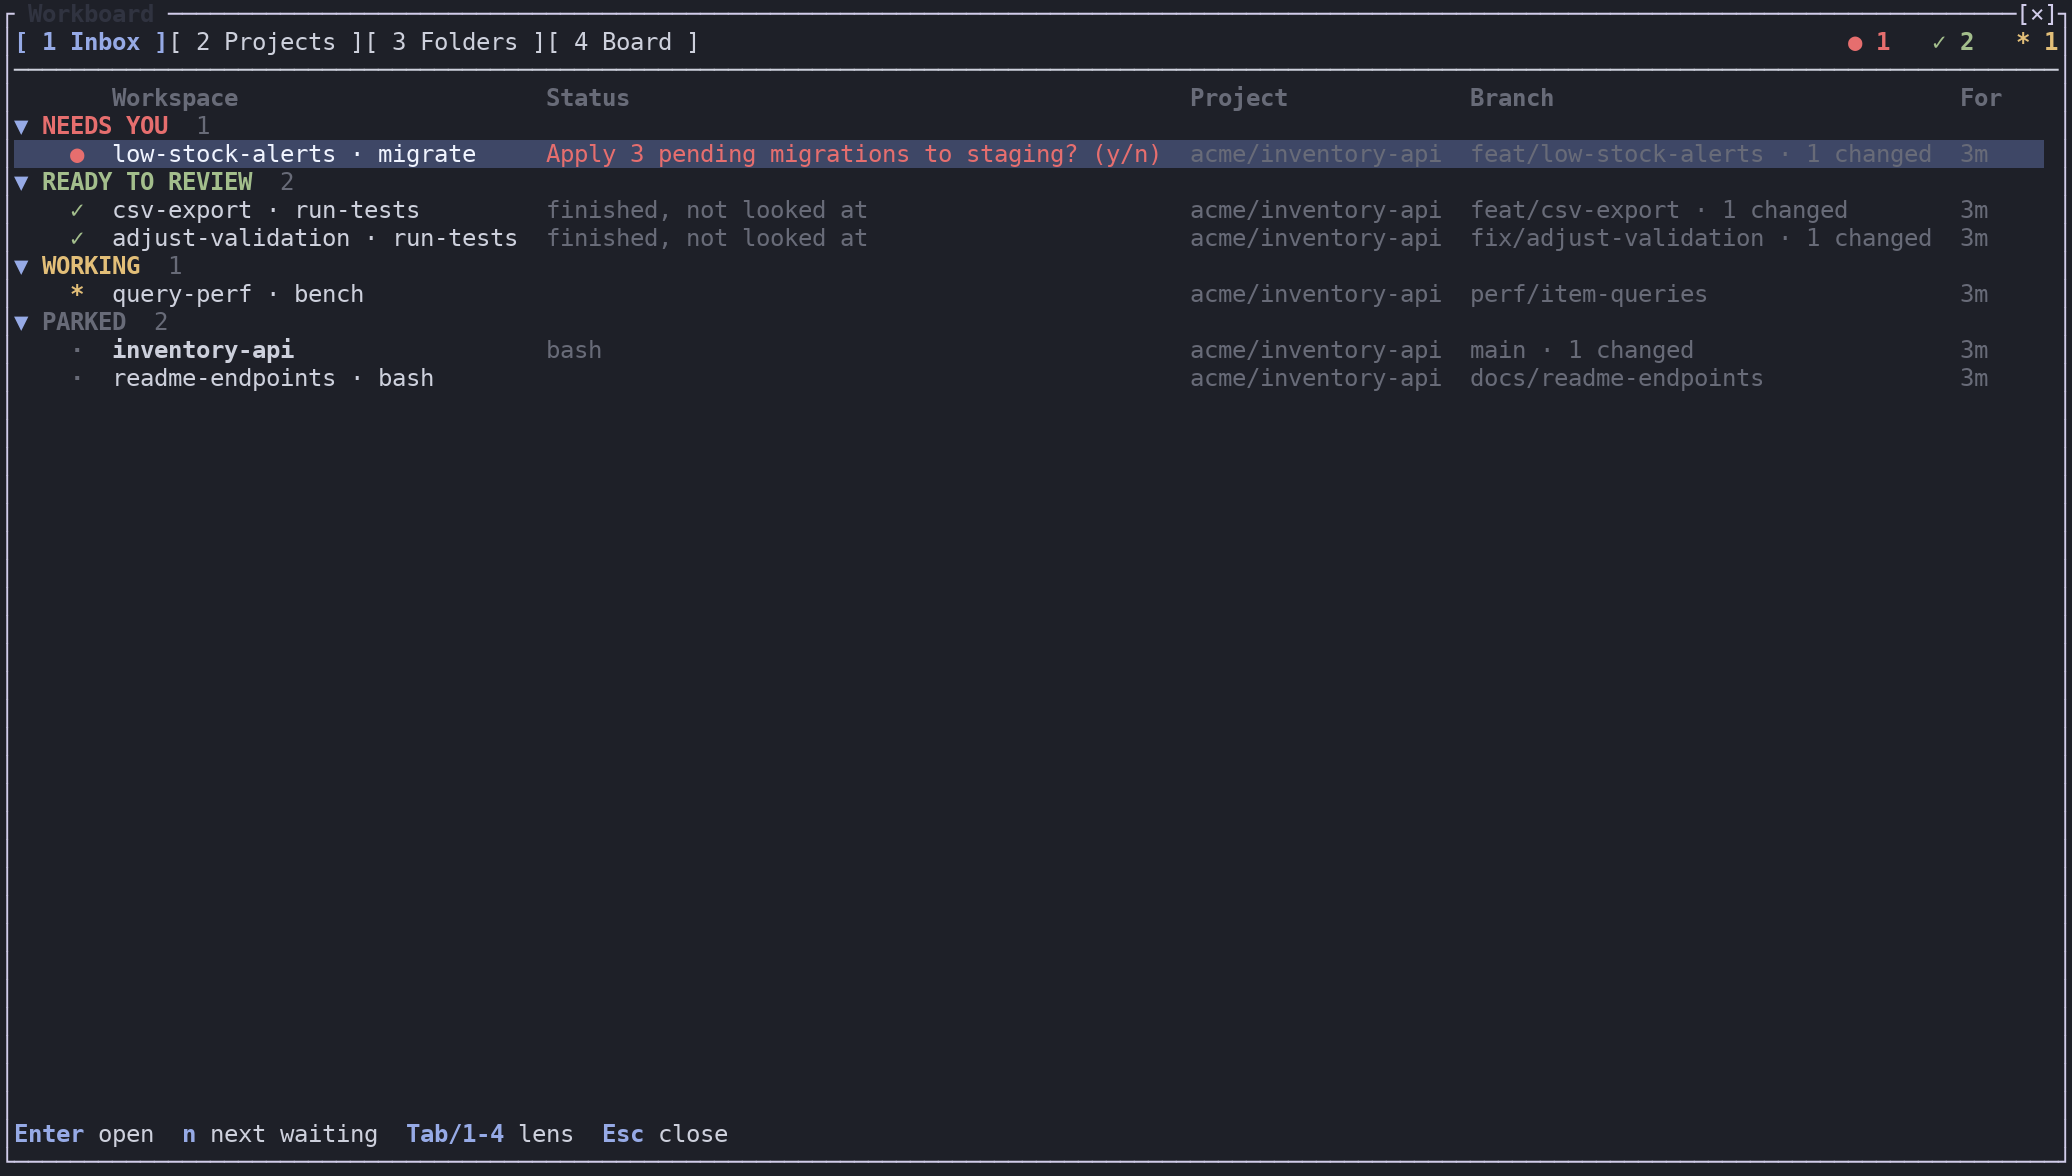 Workboard [×]
[ 1 Inbox ][ 2 Projects ][ 3 Folders ][ 4 Board ] ● 1 ✓ 2 * 1
Workspace Status Project Branch For
▼ NEEDS YOU 1
● low-stock-alerts · migrate Apply 3 pending migrations to staging? (y/n) acme/inventory-api feat/low-stock-alerts · 1 changed 3m
▼ READY TO REVIEW 2
✓ csv-export · run-tests finished, not looked at acme/inventory-api feat/csv-export · 1 changed 3m
✓ adjust-validation · run-tests finished, not looked at acme/inventory-api fix/adjust-validation · 1 changed 3m
▼ WORKING 1
* query-perf · bench acme/inventory-api perf/item-queries 3m
▼ PARKED 2
· inventory-api bash acme/inventory-api main · 1 changed 3m
· readme-endpoints · bash acme/inventory-api docs/readme-endpoints 3m
Enter open n next waiting Tab/1-4 lens Esc close